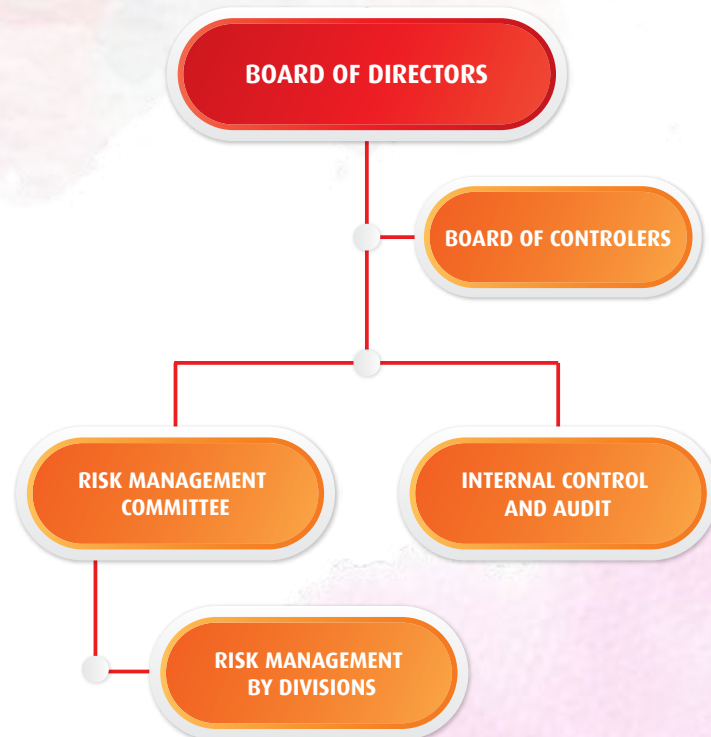 BOARD OF DIRECTORS
BOARD OF CONTROLERS
RISK MANAGEMENT
COMMITTEE
INTERNAL CONTROL
AND AUDIT
RISK MANAGEMENT
BY DIVISIONS